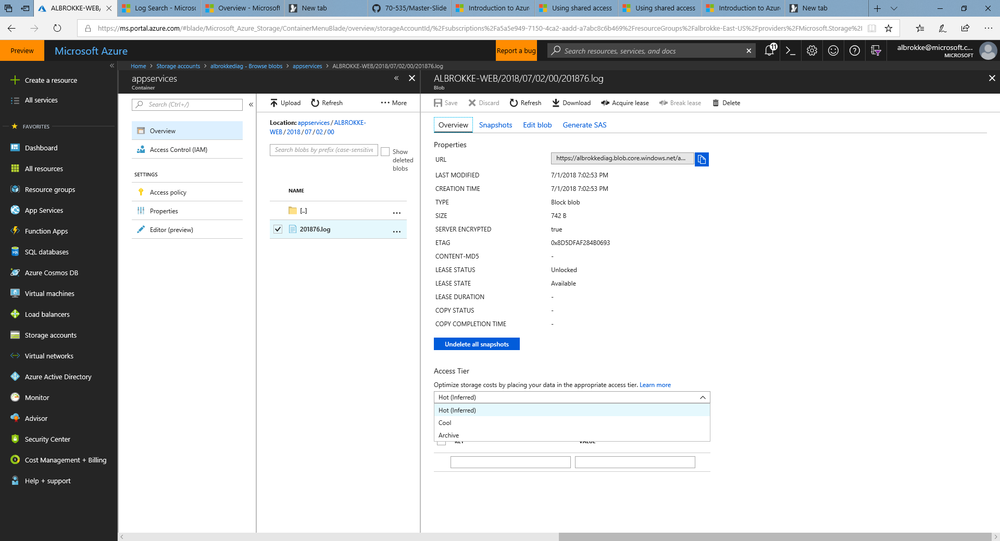 ALBROKKE-WEB/
Log Search - Microsc
Overview - Microsoft
New tab
70-535/Master-Slide
Introduction to Azur
Using shared access
Using shared access
Introduction to Azur
New tab
https://ms.portal.azure.com/#blade/Microsoft_Azure_Storage/ContainerMenuBlade/overview/storageAccountId/%2Fsubscriptions%2Fa5a5e949-7150-4ca2-aadd-a7abc8c6b469%2FresourceGroups%2Falbrokke-East-US%2Fproviders%2FMicrosoft.Storage%2I
Preview
Microsoft Azure
Report a bug
Search resources, services, and docs
11
albrokke@microsoft.c...
MICROSOFT
Home > Storage accounts > albrokkediag - Browse blobs > appservices > ALBROKKE-WEB/2018/07/02/00/201876.log
Create a resource
All services
FAVORITES
Dashboard
All resources
Resource groups
App Services
Function Apps
SQL databases
Azure Cosmos DB
Virtual machines
Load balancers
Storage accounts
Virtual networks
Azure Active Directory
Monitor
Advisor
Security Center
Cost Management + Billing
Help + support
appservices
Container
Search (Ctrl+/)
Overview
Access Control (IAM)
SETTINGS
Access policy
Properties
Editor (preview)
Upload
Refresh
More
Location: appservices / ALBROKKE-
WEB / 2018 / 07 / 02 / 00
Search blobs by prefix (case-sensitive
Show
deleted
blobs
NAME
[..]
201876.log
ALBROKKE-WEB/2018/07/02/00/201876.log
Blob
Save
Discard
Refresh
Download
Acquire lease
Break lease
Delete
Overview
Snapshots
Edit blob
Generate SAS
Properties
URL https://albrokkediag.blob.core.windows.net/a...
LAST MODIFIED 7/1/2018 7:02:53 PM
CREATION TIME 7/1/2018 7:02:53 PM
TYPE Block blob
SIZE 742 B
SERVER ENCRYPTED true
ETAG 0x8D5DFAF284B0693
CONTENT-MD5 -
LEASE STATUS Unlocked
LEASE STATE Available
LEASE DURATION -
COPY STATUS -
COPY COMPLETION TIME -
Undelete all snapshots
Access Tier
Optimize storage costs by placing your data in the appropriate access tier. Learn more
Hot (Inferred)
Hot (Inferred)
Cool
Archive
KEY VALUE